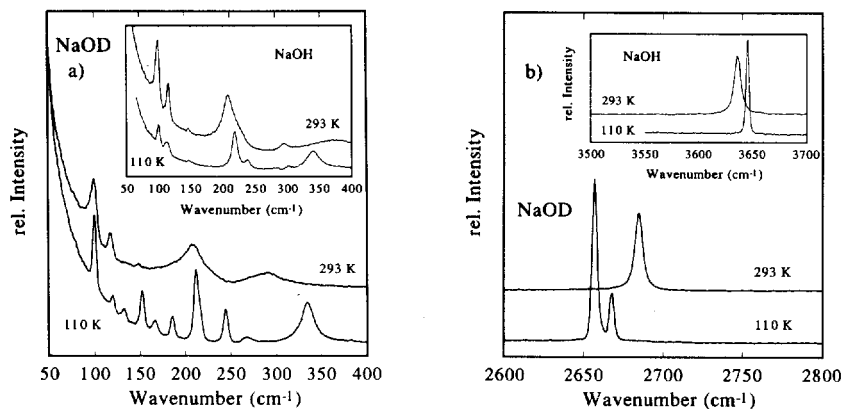 NaOD
a)
NaOH
293 K
110 K
50 100 150 200 250 300 350 400
Wavenumber (cm-1)
rel. Intensity
293 K
110 K
50 100 150 200 250 300 350 400
Wavenumber (cm-1)
b)
NaOH
rel. Intensity
293 K
110 K
3500 3550 3600 3650 3700
Wavenumber (cm-1)
rel. Intensity
NaOD
293 K
110 K
2600 2650 2700 2750 2800
Wavenumber (cm-1)